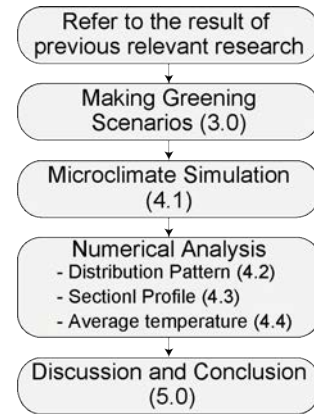 Refer to the result of
previous relevant research
Making Greening
Scenarios (3.0)
Microclimate Simulation
(4.1)
Numerical Analysis
- Distribution Pattern (4.2)
- Sectionl Profile (4.3)
- Average temperature (4.4)
Discussion and Conclusion
(5.0)